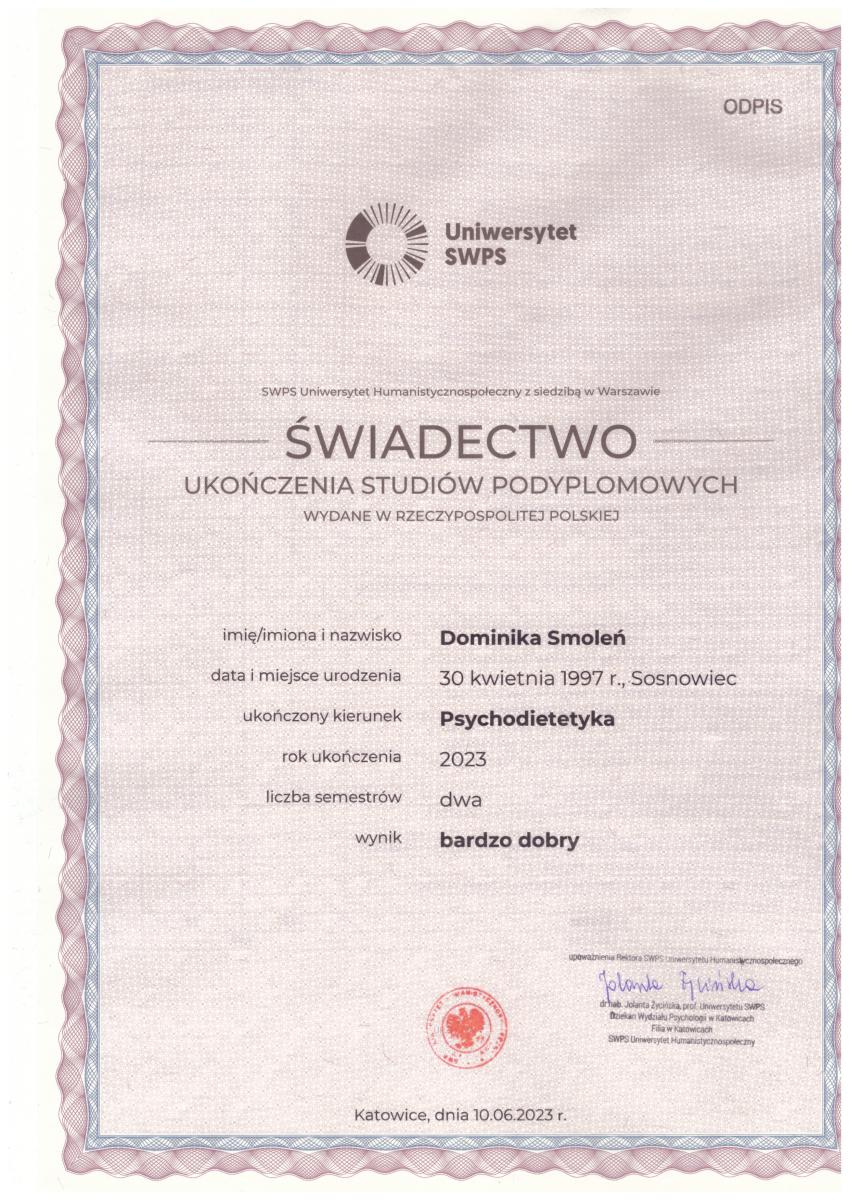 ODPIS
Uniwersytet
SWPS
SWPS Uniwersytet Humanistycznospołeczny z siedzibą w Warszawie
ŚWIADECTWO
UKOŃCZENIA STUDIÓW PODYPLOMOWYCH
WYDANE W RZECZYPOSPOLITEJ POLSKIEJ
imię/imiona i nazwisko Dominika Smoleń
data i miejsce urodzenia 30 kwietnia 1997 r., Sosnowiec
ukończony kierunek Psychodietetyka
rok ukończenia 2023
liczba semestrów dwa
wynik bardzo dobry
upoważnienia Rektora SWPS Uniwersytetu Humanistycznospołecznego
Jolanta Życińska
dr hab. Jolanta Życińska, prof. Uniwersytetu SWPS
Dziekan Wydziału Psychologii w Katowicach
Filia w Katowicach
SWPS Uniwersytet Humanistycznospołeczny
Katowice, dnia 10.06.2023 r.